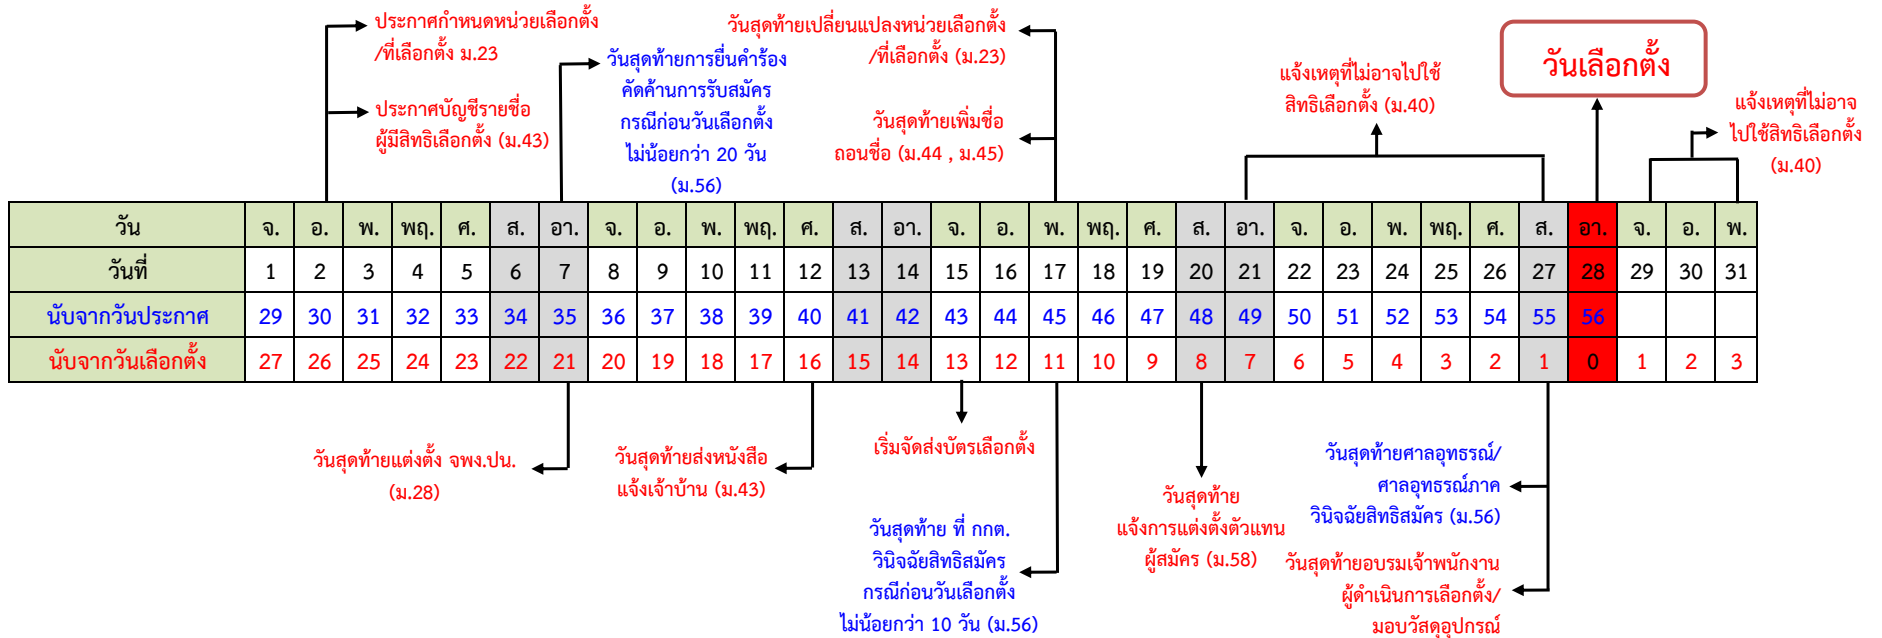 ประกาศกำหนดหน่วยเลือกตั้ง
/ที่เลือกตั้ง ม.23
ประกาศบัญชีรายชื่อ
ผู้มีสิทธิเลือกตั้ง (ม.43)
วันสุดท้ายการยื่นคำร้อง
คัดค้านการรับสมัคร
กรณีก่อนวันเลือกตั้ง
ไม่น้อยกว่า 20 วัน
(ม.56)
วันสุดท้ายเปลี่ยนแปลงหน่วยเลือกตั้ง
/ที่เลือกตั้ง (ม.23)
วันสุดท้ายเพิ่มชื่อ
ถอนชื่อ (ม.44 , ม.45)
แจ้งเหตุที่ไม่อาจไปใช้
สิทธิเลือกตั้ง (ม.40)
วันเลือกตั้ง
แจ้งเหตุที่ไม่อาจ
ไปใช้สิทธิเลือกตั้ง
(ม.40)
วัน จ. อ. พ. พฤ. ศ. ส. อา. จ. อ. พ. พฤ. ศ. ส. อา. จ. อ. พ. พฤ. ศ. ส. อา. จ. อ. พ. พฤ. ศ. ส. อา. จ. อ. พ.
วันที่ 1 2 3 4 5 6 7 8 9 10 11 12 13 14 15 16 17 18 19 20 21 22 23 24 25 26 27 28 29 30 31
นับจากวันประกาศ 29 30 31 32 33 34 35 36 37 38 39 40 41 42 43 44 45 46 47 48 49 50 51 52 53 54 55 56
นับจากวันเลือกตั้ง 27 26 25 24 23 22 21 20 19 18 17 16 15 14 13 12 11 10 9 8 7 6 5 4 3 2 1 0 1 2 3
วันสุดท้ายแต่งตั้ง จพง.ปน.
(ม.28)
วันสุดท้ายส่งหนังสือ
แจ้งเจ้าบ้าน (ม.43)
เริ่มจัดส่งบัตรเลือกตั้ง
วันสุดท้าย ที่ กกต.
วินิจฉัยสิทธิสมัคร
กรณีก่อนวันเลือกตั้ง
ไม่น้อยกว่า 10 วัน (ม.56)
วันสุดท้าย
แจ้งการแต่งตั้งตัวแทน
ผู้สมัคร (ม.58)
วันสุดท้ายศาลอุทธรณ์/
ศาลอุทธรณ์ภาค
วินิจฉัยสิทธิสมัคร (ม.56)
วันสุดท้ายอบรมเจ้าพนักงาน
ผู้ดำเนินการเลือกตั้ง/
มอบวัสดุอุปกรณ์